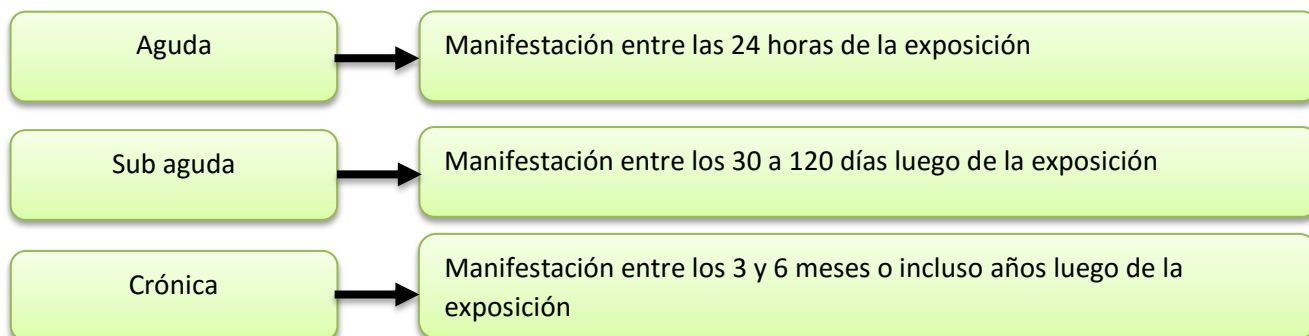 Aguda
Manifestación entre las 24 horas de la exposición
Sub aguda
Manifestación entre los 30 a 120 días luego de la exposición
Crónica
Manifestación entre los 3 y 6 meses o incluso años luego de la
exposición